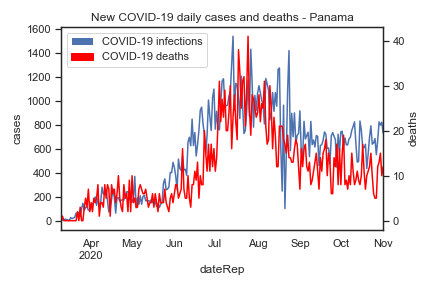 New COVID-19 daily cases and deaths - Panama
COVID-19 infections
COVID-19 deaths
1600
1400
1200
1000
800
600
400
200
0
cases
40
30
20
10
0
deaths
Apr May Jun Jul Aug Sep Oct Nov
2020
dateRep